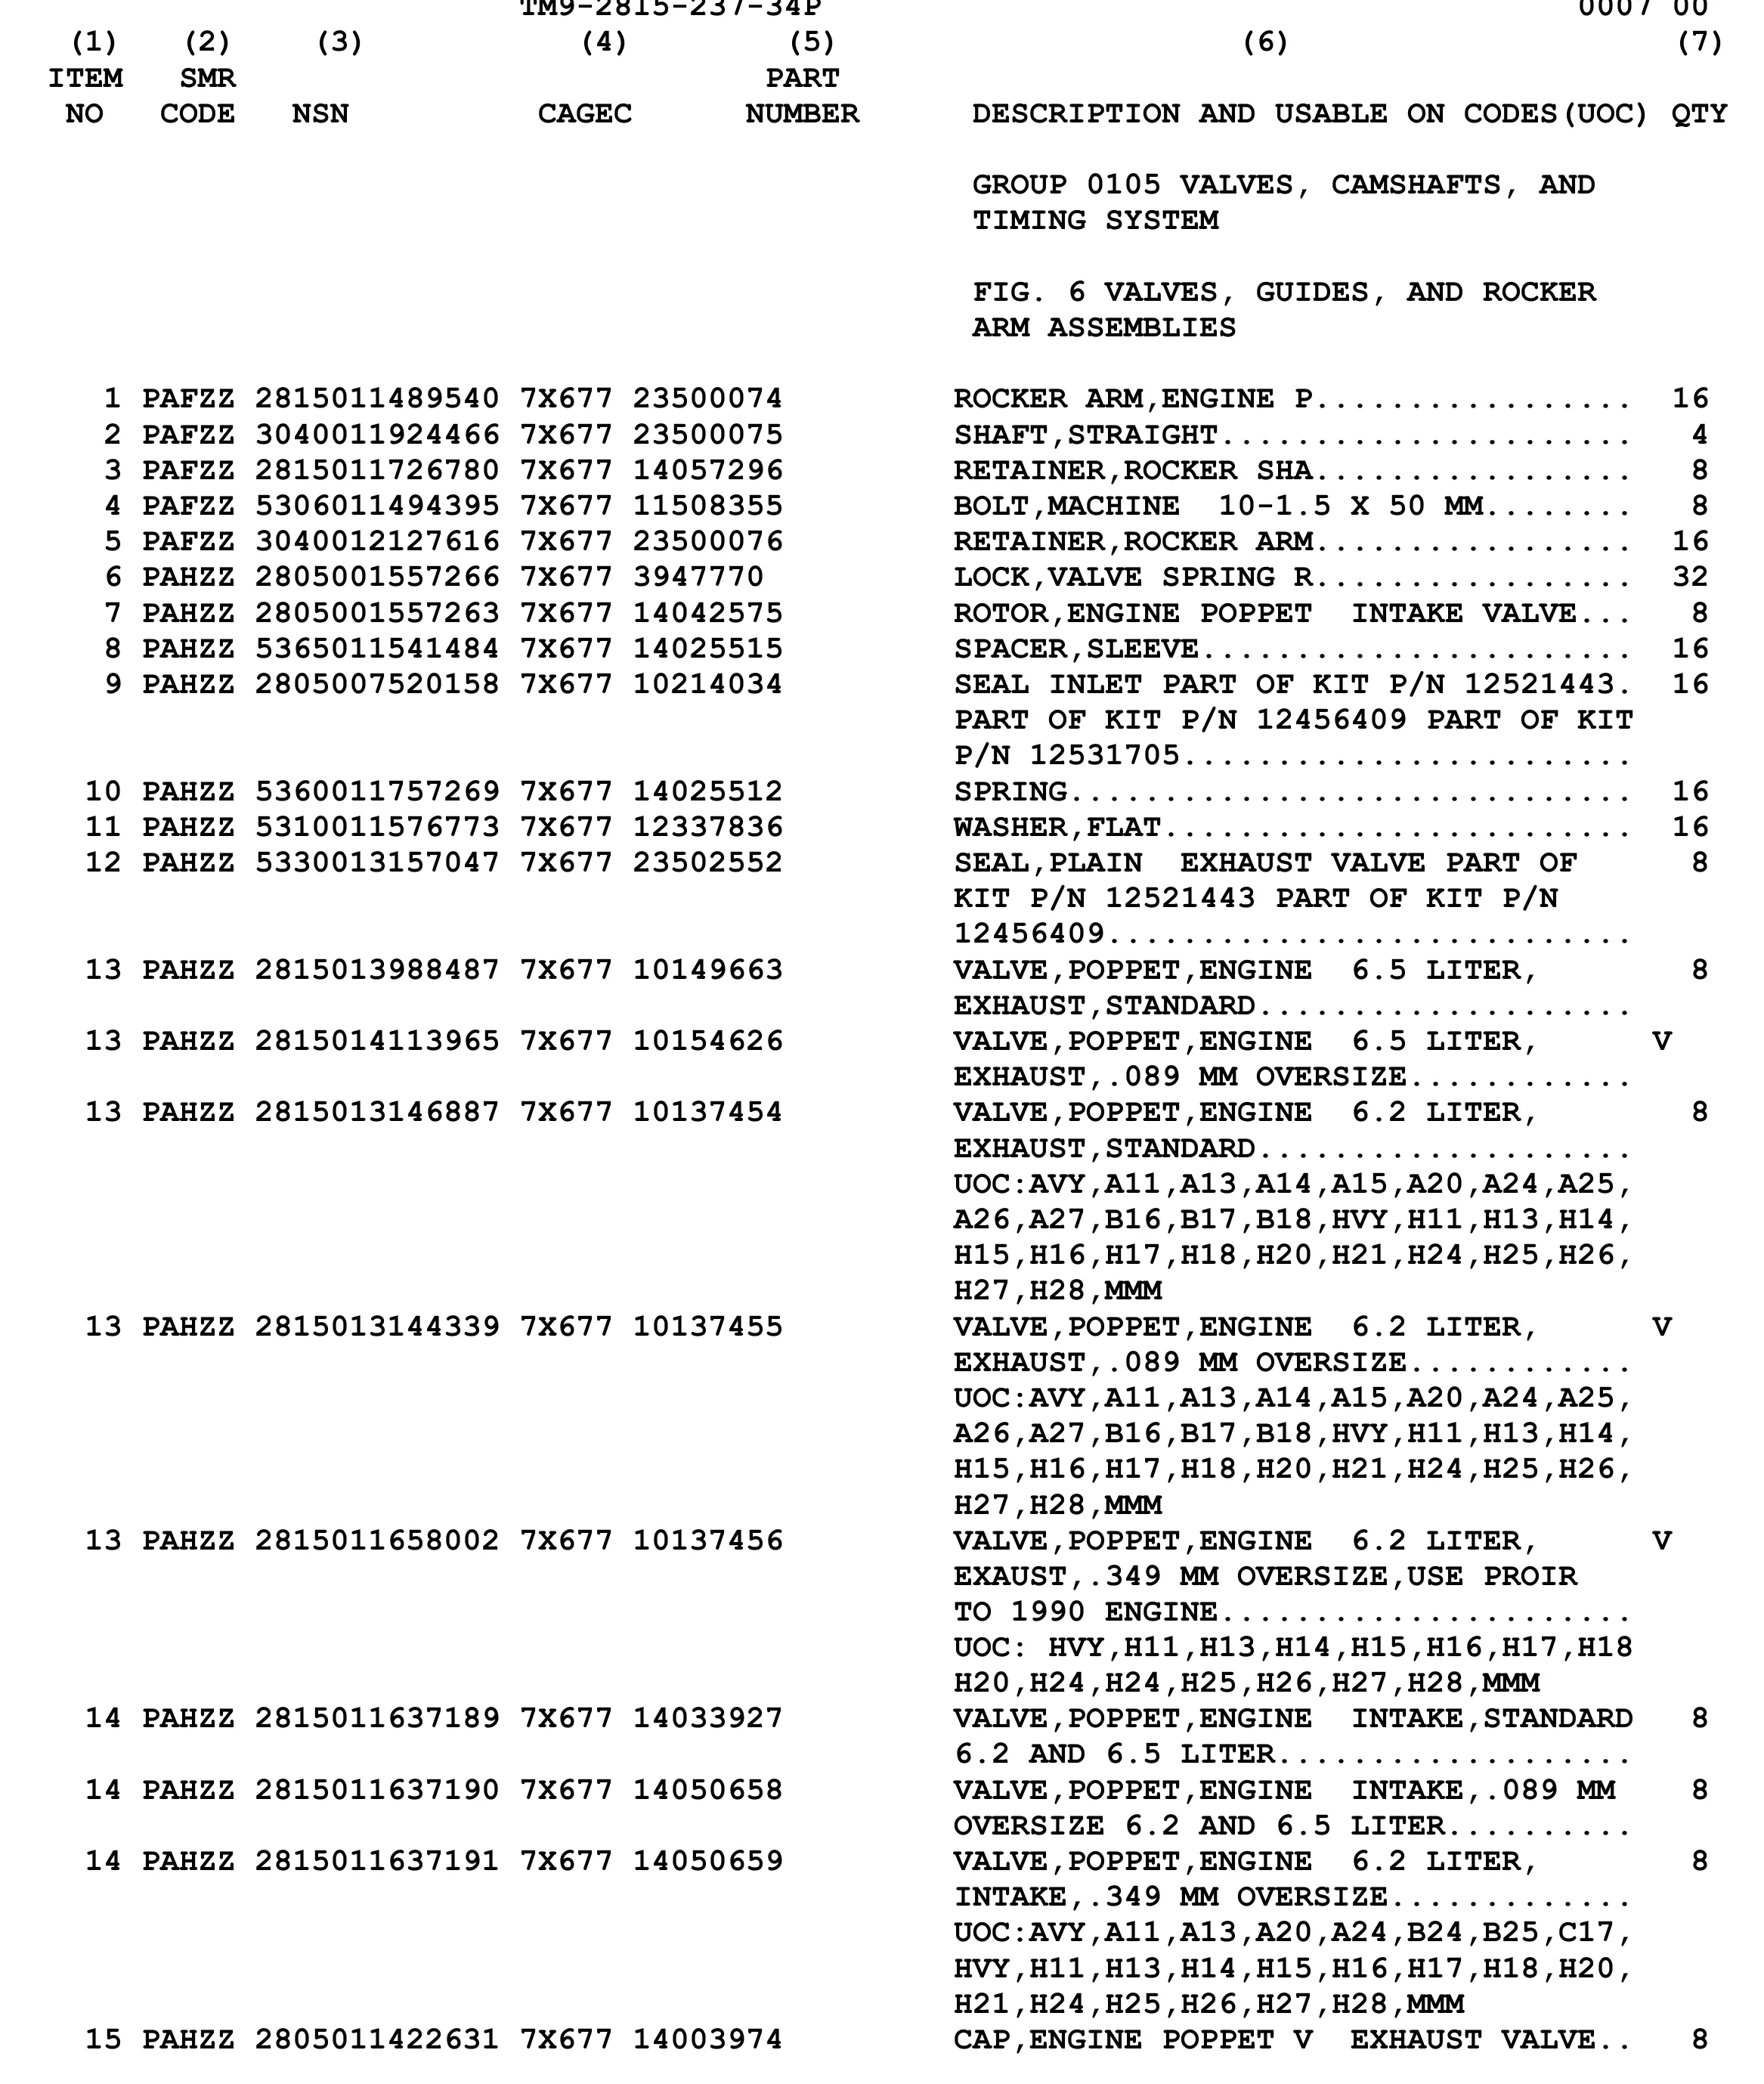 TM9-2815-237-34P 0007 00
(1) (2) (3) (4) (5) (6) (7)
ITEM SMR PART
NO CODE NSN CAGEC NUMBER DESCRIPTION AND USABLE ON CODES(UOC) QTY
GROUP 0105 VALVES, CAMSHAFTS, AND
TIMING SYSTEM
FIG. 6 VALVES, GUIDES, AND ROCKER
ARM ASSEMBLIES
1 PAFZZ 2815011489540 7X677 23500074 ROCKER ARM,ENGINE P................. 16
2 PAFZZ 3040011924466 7X677 23500075 SHAFT,STRAIGHT...................... 4
3 PAFZZ 2815011726780 7X677 14057296 RETAINER,ROCKER SHA................. 8
4 PAFZZ 5306011494395 7X677 11508355 BOLT,MACHINE 10-1.5 X 50 MM........ 8
5 PAFZZ 3040012127616 7X677 23500076 RETAINER,ROCKER ARM................. 16
6 PAHZZ 2805001557266 7X677 3947770 LOCK,VALVE SPRING R................. 32
7 PAHZZ 2805001557263 7X677 14042575 ROTOR,ENGINE POPPET INTAKE VALVE... 8
8 PAHZZ 5365011541484 7X677 14025515 SPACER,SLEEVE....................... 16
9 PAHZZ 2805007520158 7X677 10214034 SEAL INLET PART OF KIT P/N 12521443. 16
PART OF KIT P/N 12456409 PART OF KIT
P/N 12531705........................
10 PAHZZ 5360011757269 7X677 14025512 SPRING.............................. 16
11 PAHZZ 5310011576773 7X677 12337836 WASHER,FLAT......................... 16
12 PAHZZ 5330013157047 7X677 23502552 SEAL,PLAIN EXHAUST VALVE PART OF 8
KIT P/N 12521443 PART OF KIT P/N
12456409............................
13 PAHZZ 2815013988487 7X677 10149663 VALVE,POPPET,ENGINE 6.5 LITER, 8
EXHAUST,STANDARD....................
13 PAHZZ 2815014113965 7X677 10154626 VALVE,POPPET,ENGINE 6.5 LITER, V
EXHAUST,.089 MM OVERSIZE............
13 PAHZZ 2815013146887 7X677 10137454 VALVE,POPPET,ENGINE 6.2 LITER, 8
EXHAUST,STANDARD....................
UOC:AVY,A11,A13,A14,A15,A20,A24,A25,
A26,A27,B16,B17,B18,HVY,H11,H13,H14,
H15,H16,H17,H18,H20,H21,H24,H25,H26,
H27,H28,MMM
13 PAHZZ 2815013144339 7X677 10137455 VALVE,POPPET,ENGINE 6.2 LITER, V
EXHAUST,.089 MM OVERSIZE............
UOC:AVY,A11,A13,A14,A15,A20,A24,A25,
A26,A27,B16,B17,B18,HVY,H11,H13,H14,
H15,H16,H17,H18,H20,H21,H24,H25,H26,
H27,H28,MMM
13 PAHZZ 2815011658002 7X677 10137456 VALVE,POPPET,ENGINE 6.2 LITER, V
EXAUST,.349 MM OVERSIZE,USE PROIR
TO 1990 ENGINE......................
UOC: HVY,H11,H13,H14,H15,H16,H17,H18
H20,H24,H24,H25,H26,H27,H28,MMM
14 PAHZZ 2815011637189 7X677 14033927 VALVE,POPPET,ENGINE INTAKE,STANDARD 8
6.2 AND 6.5 LITER...................
14 PAHZZ 2815011637190 7X677 14050658 VALVE,POPPET,ENGINE INTAKE,.089 MM 8
OVERSIZE 6.2 AND 6.5 LITER..........
14 PAHZZ 2815011637191 7X677 14050659 VALVE,POPPET,ENGINE 6.2 LITER, 8
INTAKE,.349 MM OVERSIZE.............
UOC:AVY,A11,A13,A20,A24,B24,B25,C17,
HVY,H11,H13,H14,H15,H16,H17,H18,H20,
H21,H24,H25,H26,H27,H28,MMM
15 PAHZZ 2805011422631 7X677 14003974 CAP,ENGINE POPPET V EXHAUST VALVE.. 8